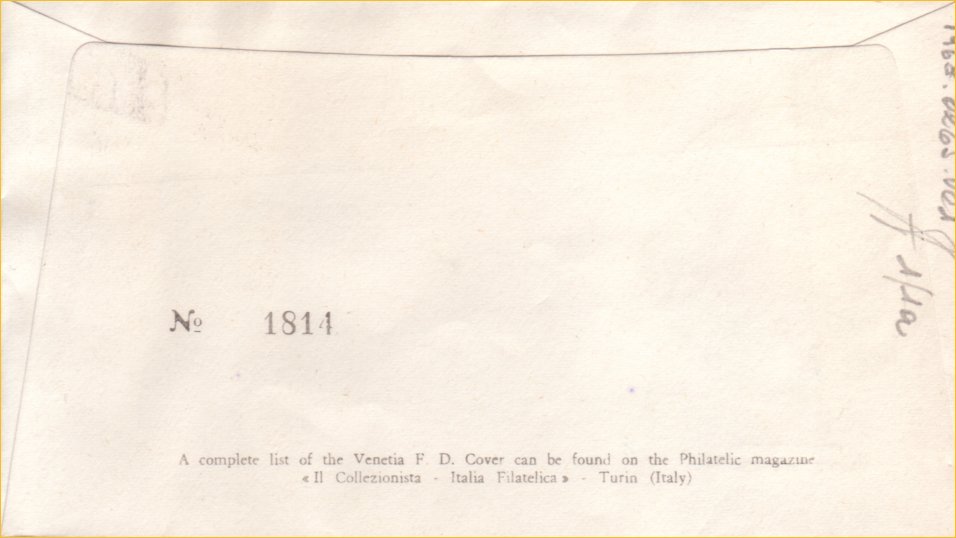 Nº 1814
A complete list of the Venetia F. D. Cover can be found on the Philatelic magazine
« Il Collezionista - Italia Filatelica » - Turin (Italy)